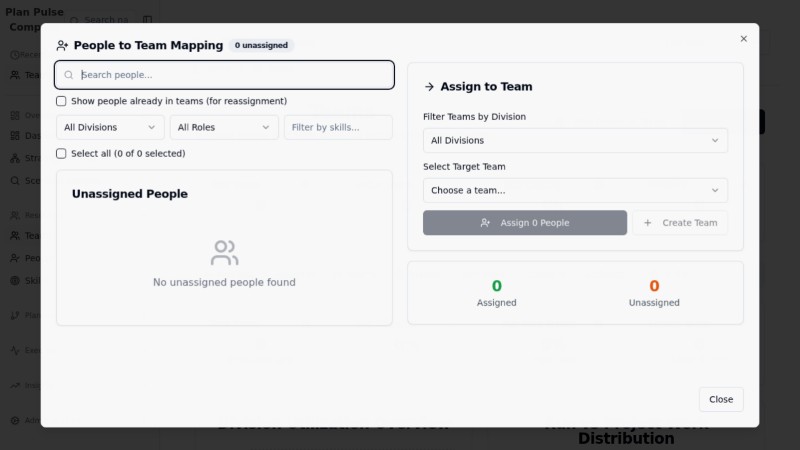 Plan Pulse
Comp
Search na
People to Team Mapping
0 unassigned
Search people...
Show people already in teams (for reassignment)
All Divisions
All Roles
Filter by skills...
Select all (0 of 0 selected)
Unassigned People
No unassigned people found
Assign to Team
Filter Teams by Division
All Divisions
Select Target Team
Choose a team...
Assign 0 People
Create Team
0
Assigned
0
Unassigned
Close
Distribution